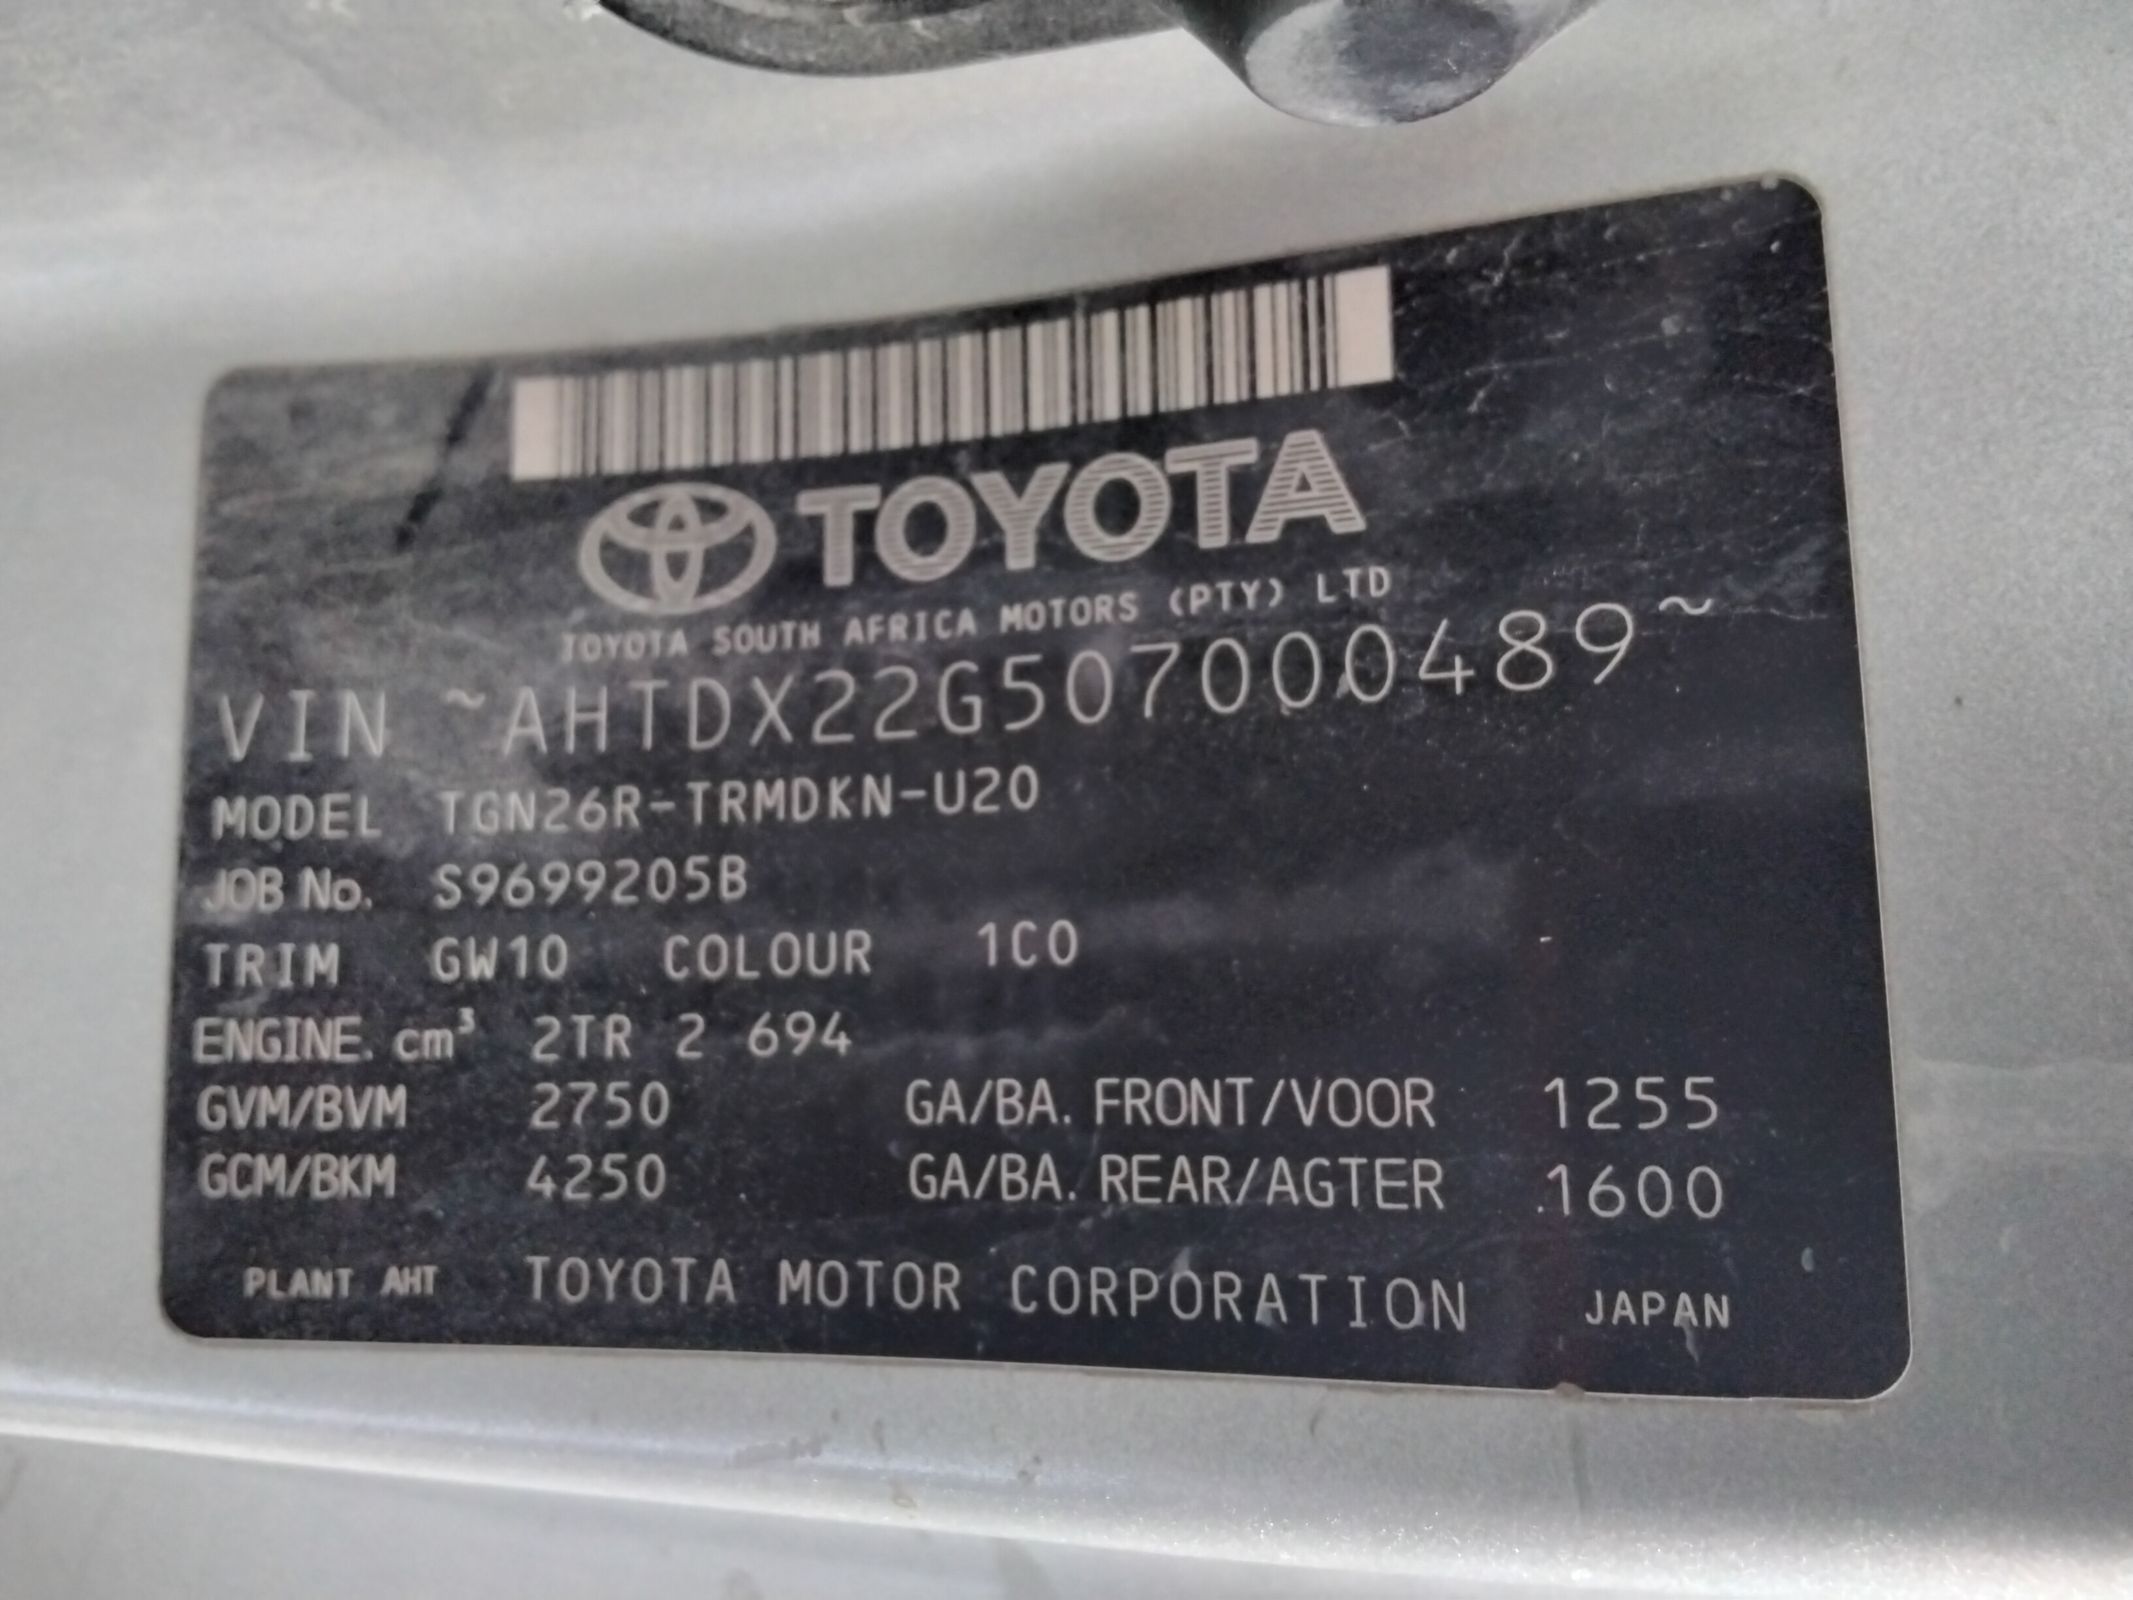 TOYOTA
TOYOTA SOUTH AFRICA MOTORS (PTY) LTD
VIN ~AHTDX22G507000489~
MODEL TGN26R-TRMDKN-U20
JOB No. S9699205B
TRIM GW10 COLOUR 1C0
ENGINE. cm³ 2TR 2 694
GVM/BVM 2750 GA/BA. FRONT/VOOR 1255
GCM/BKM 4250 GA/BA. REAR/AGTER 1600
PLANT AHT TOYOTA MOTOR CORPORATION JAPAN